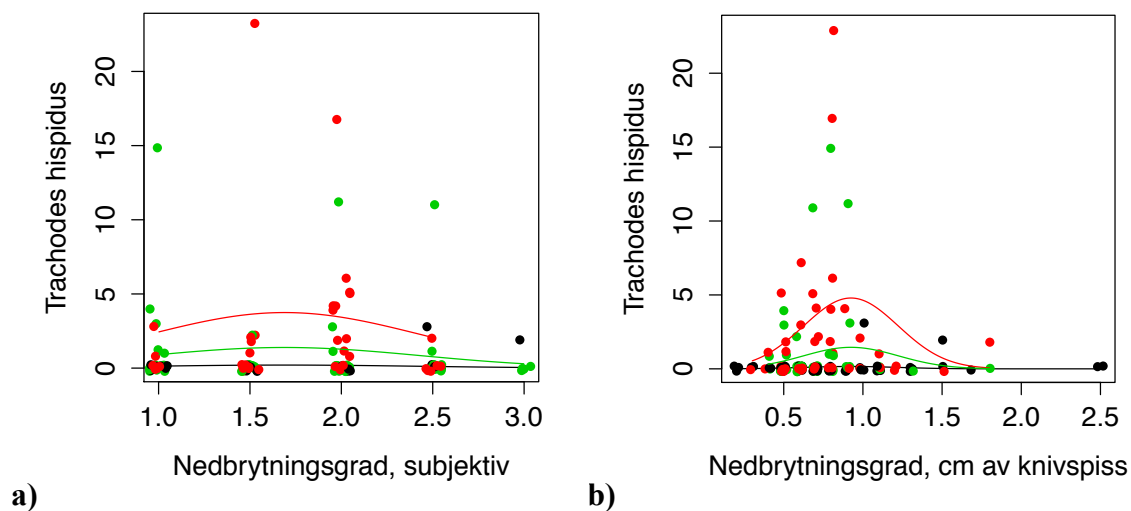 Trachodes hispidus
20
15
10
5
0
1.0 1.5 2.0 2.5 3.0
Nedbrytningsgrad, subjektiv
a)
Trachodes hispidus
20
15
10
5
0
0.5 1.0 1.5 2.0 2.5
Nedbrytningsgrad, cm av knivspiss
b)